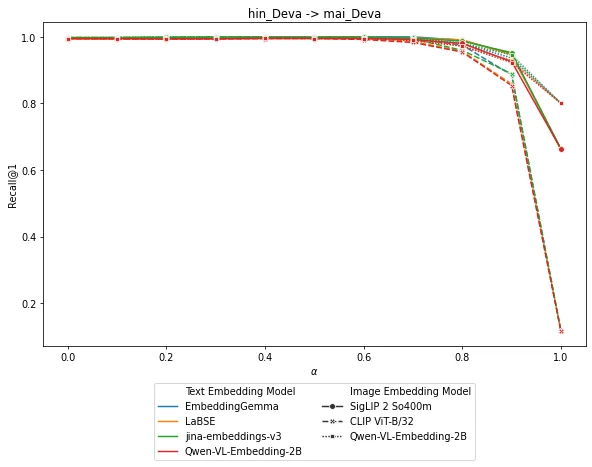 hin_Deva -> mai_Deva
1.0
0.8
0.6
0.4
0.2
Recall@1
0.0 0.2 0.4 0.6 0.8 1.0
α
Text Embedding Model Image Embedding Model
EmbeddingGemma SigLIP 2 So400m
LaBSE CLIP ViT-B/32
jina-embeddings-v3 Qwen-VL-Embedding-2B
Qwen-VL-Embedding-2B